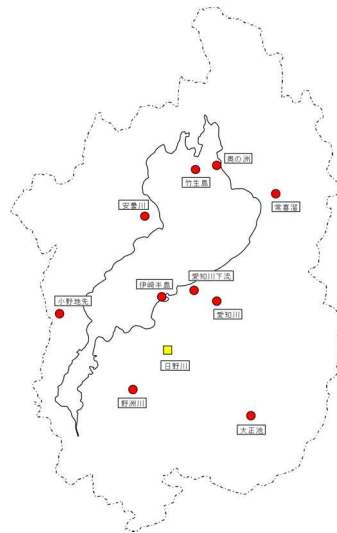 奥の洲
竹生島
常喜溜
安曇川
愛知川下流
伊崎半島
愛知川
小野地先
日野川
野洲川
大正池